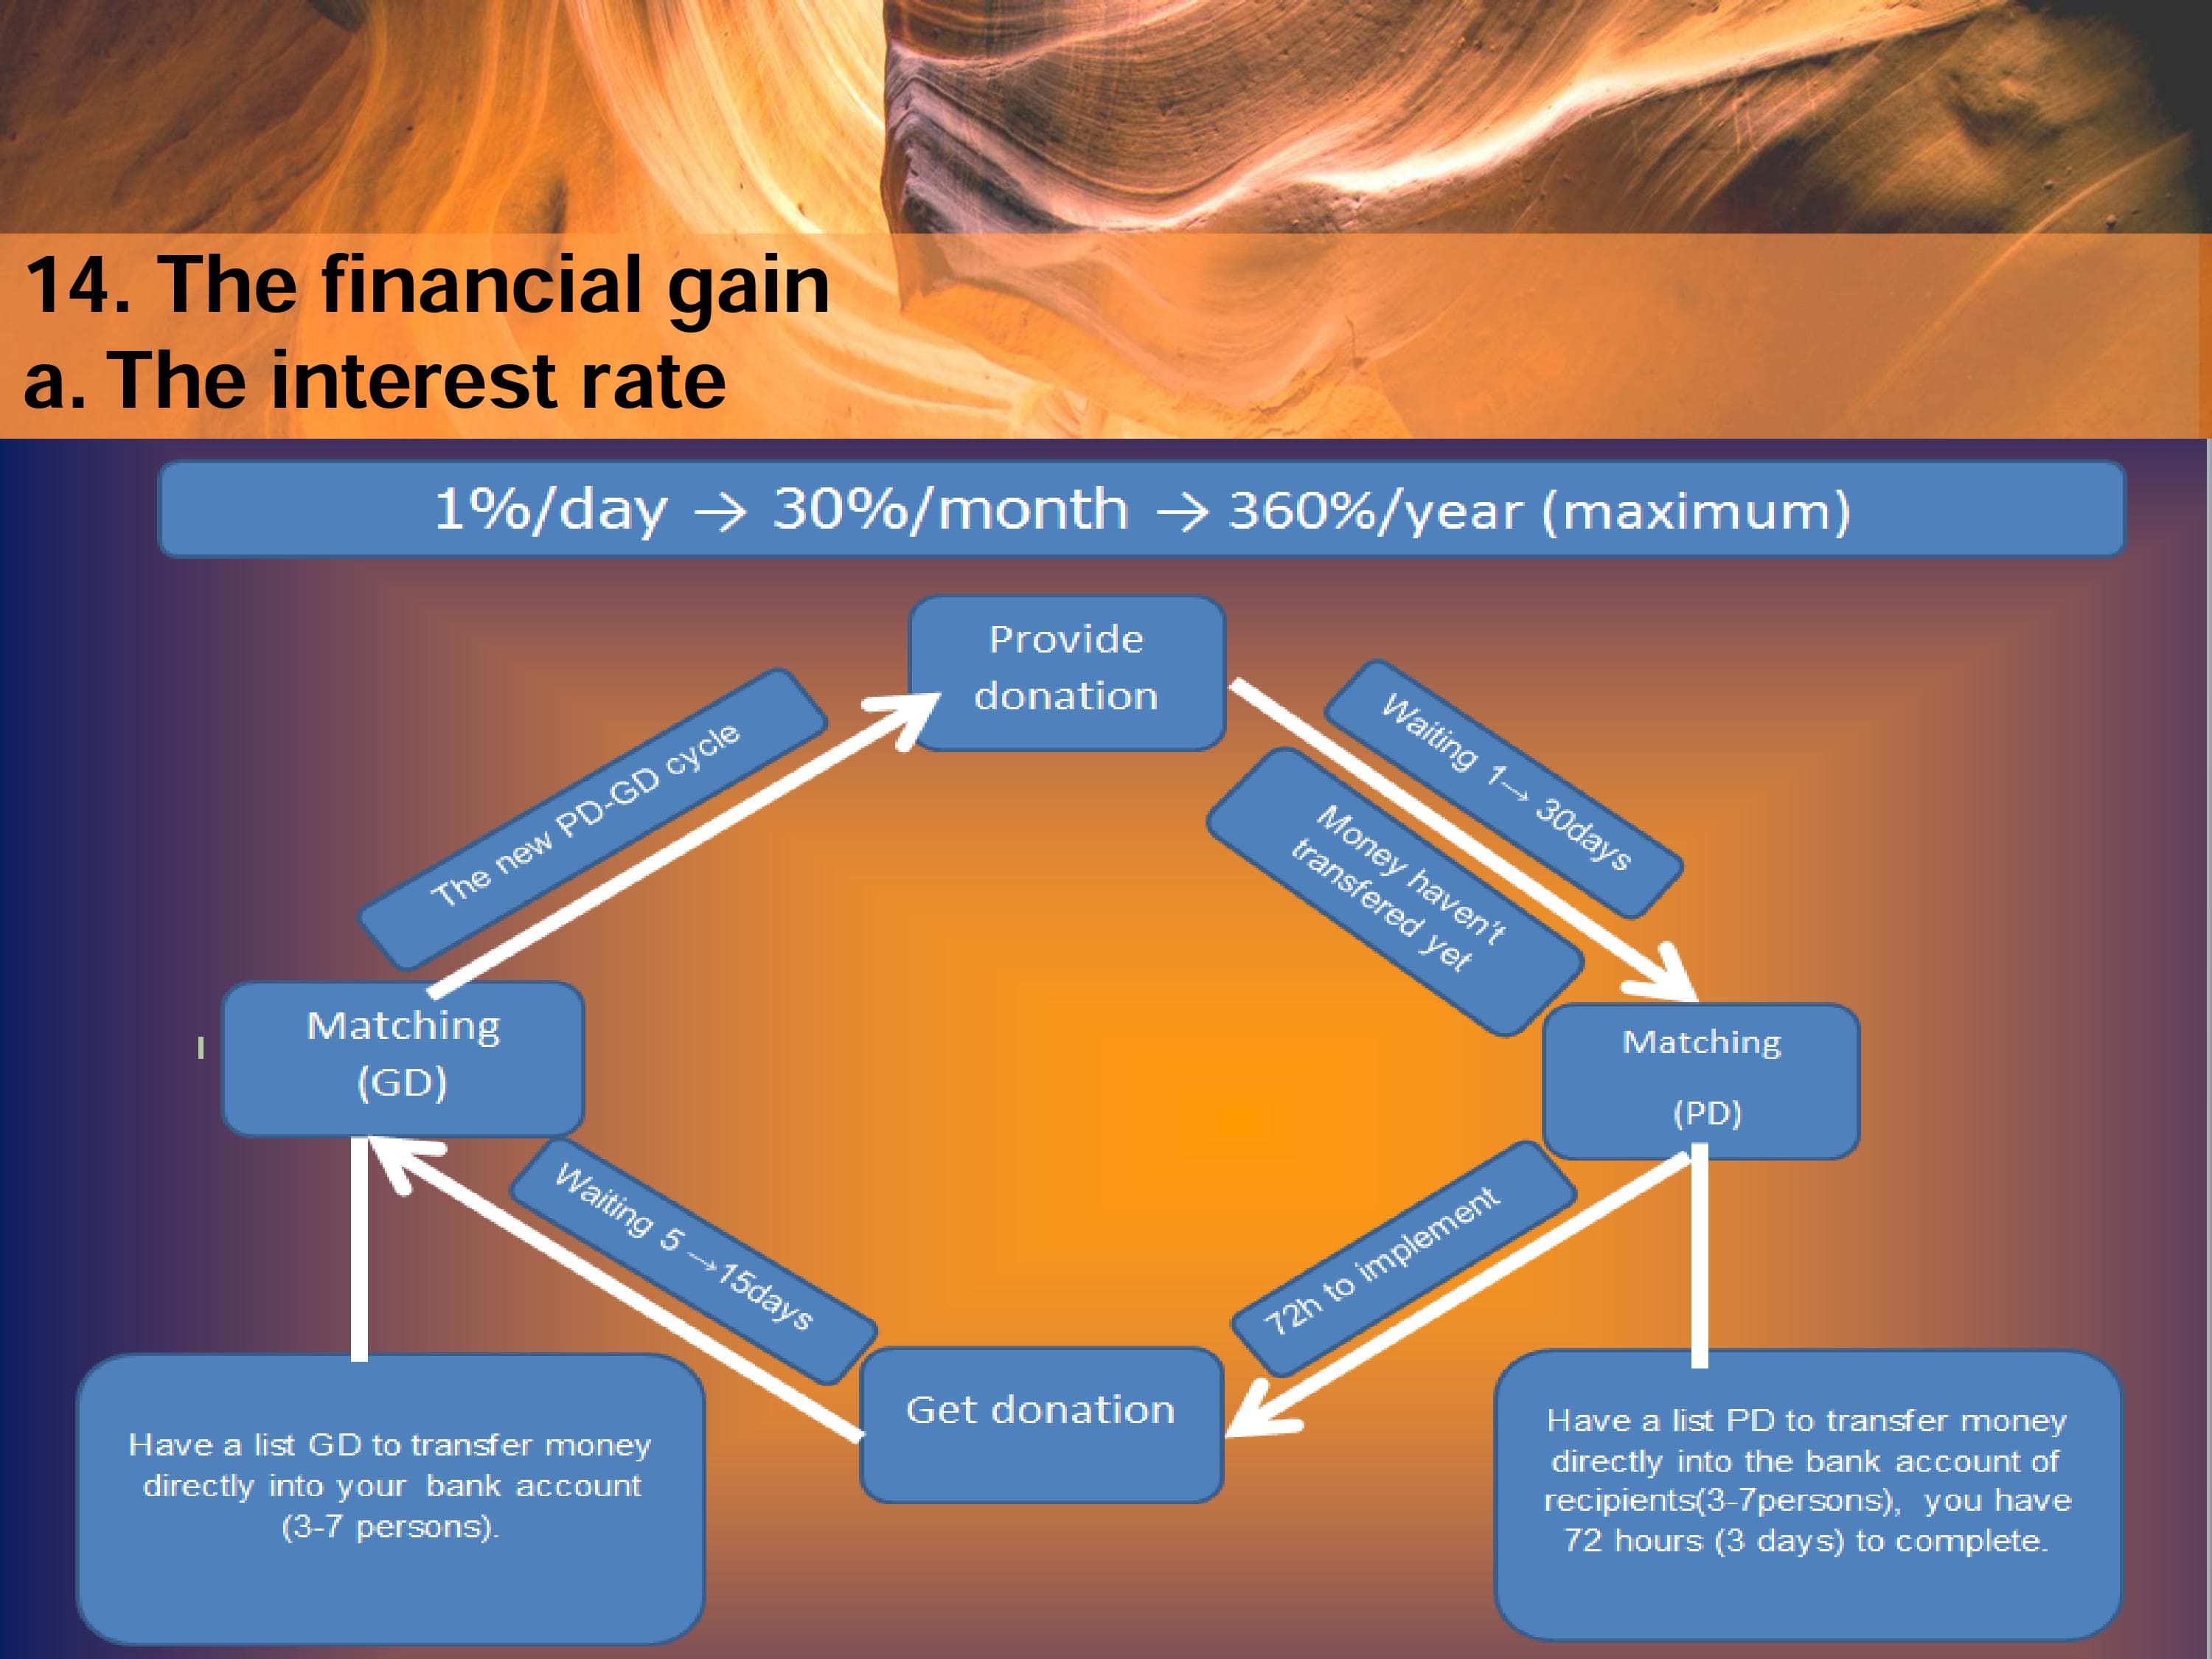 14. The financial gain
a. The interest rate
1%/day → 30%/month → 360%/year (maximum)
Provide
donation
The new PD-GD cycle
Waiting 1→ 30days
Money haven't
transfered yet
Matching
(GD)
Matching
(PD)
Waiting 5 →15days
72h to implement
Get donation
Have a list GD to transfer money
directly into your bank account
(3-7 persons).
Have a list PD to transfer money
directly into the bank account of
recipients(3-7persons), you have
72 hours (3 days) to complete.